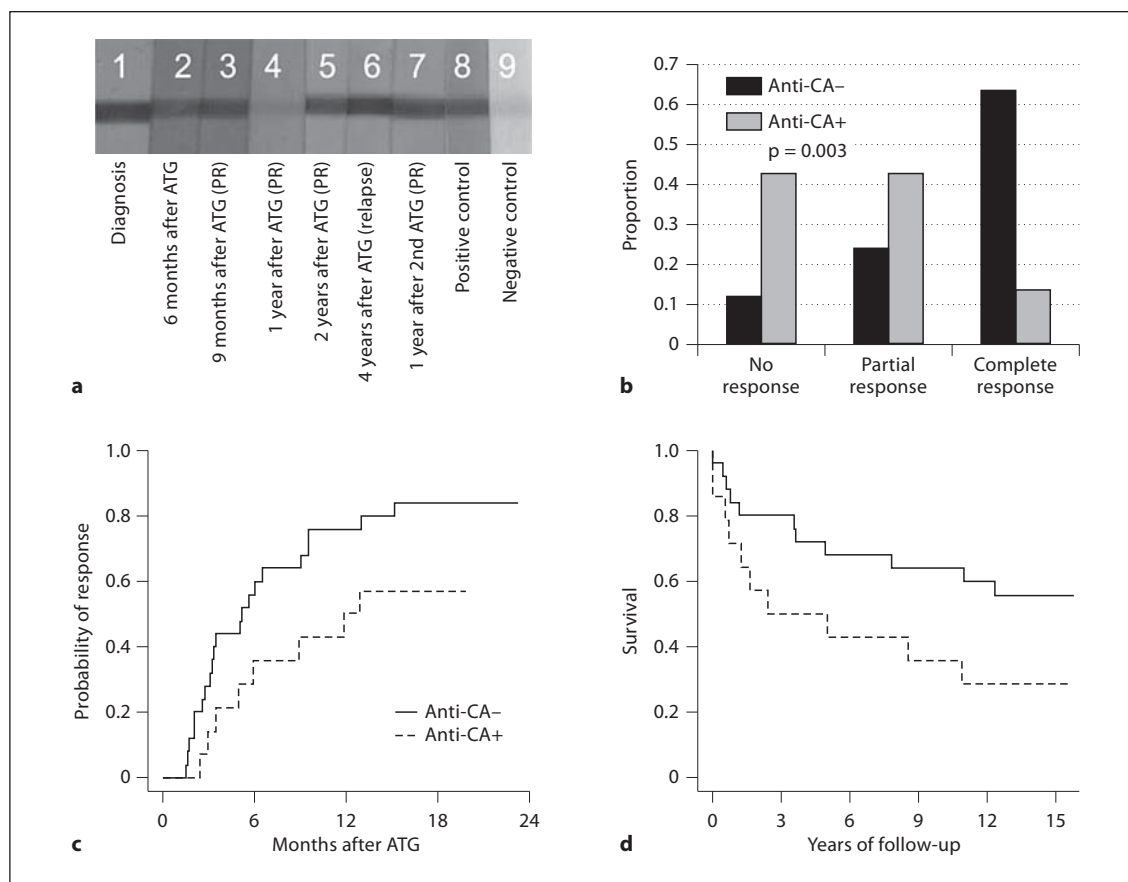 1 2 3 4 5 6 7 8 9
Diagnosis
6 months after ATG
9 months after ATG (PR)
1 year after ATG (PR)
2 years after ATG (PR)
4 years after ATG (relapse)
1 year after 2nd ATG (PR)
Positive control
Negative control
a
0.7
0.6
0.5
0.4
0.3
0.2
0.1
0
Proportion
Anti-CA–
Anti-CA+
p = 0.003
No
response
Partial
response
Complete
response
b
1.0
0.8
0.6
0.4
0.2
0
Probability of response
Anti-CA–
Anti-CA+
0 6 12 18 24
Months after ATG
c
1.0
0.8
0.6
0.4
0.2
0
Survival
0 3 6 9 12 15
Years of follow-up
d